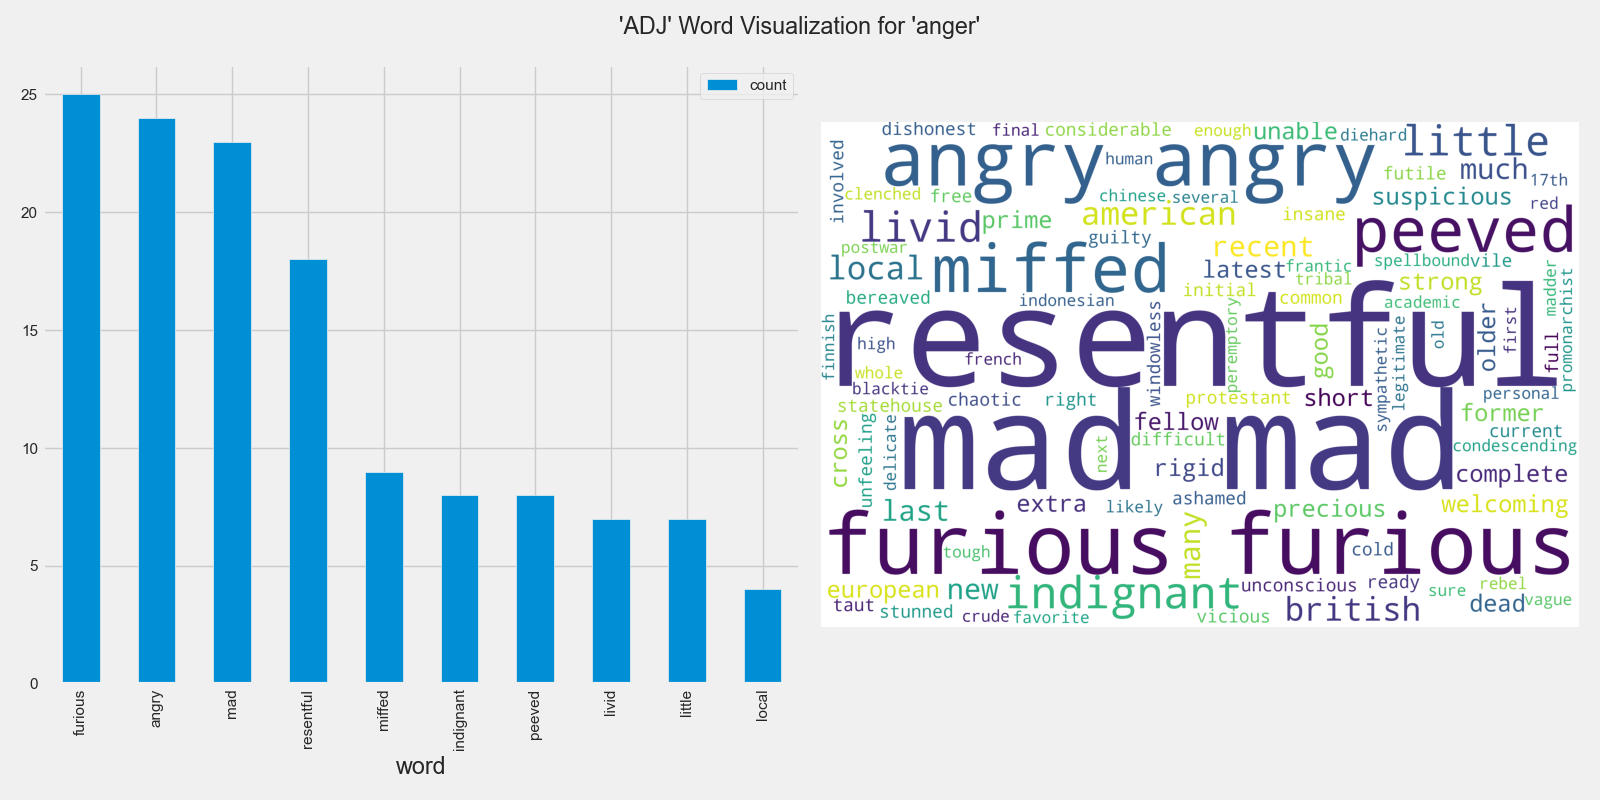 'ADJ' Word Visualization for 'anger'
count
25
20
15
10
5
0
furious
angry
mad
resentful
miffed
indignant
peeved
livid
little
local
word
dishonest final considerable enough unable diehard little
involved angry human angry much 17th
futile
clenched free chinese several suspicious red
livid prime american insane peeved
postwar guilty recent
local miffed latest frantic spellbound vile
tribal strong madder
bereaved indonesian initial common academic promonarchist
resentful
finnish high french windowless peremptory good sympathetic legitimate old older first full
whole
blacktie chaotic right protestant short personal
statehouse fellow former
cross unfeeling delicate mad next difficult mad current
condescending
rigid complete
last extra likely ashamed precious welcoming
furious tough many furious cold
european new indignant unconscious ready sure rebel
taut stunned crude favorite vicious british dead vague